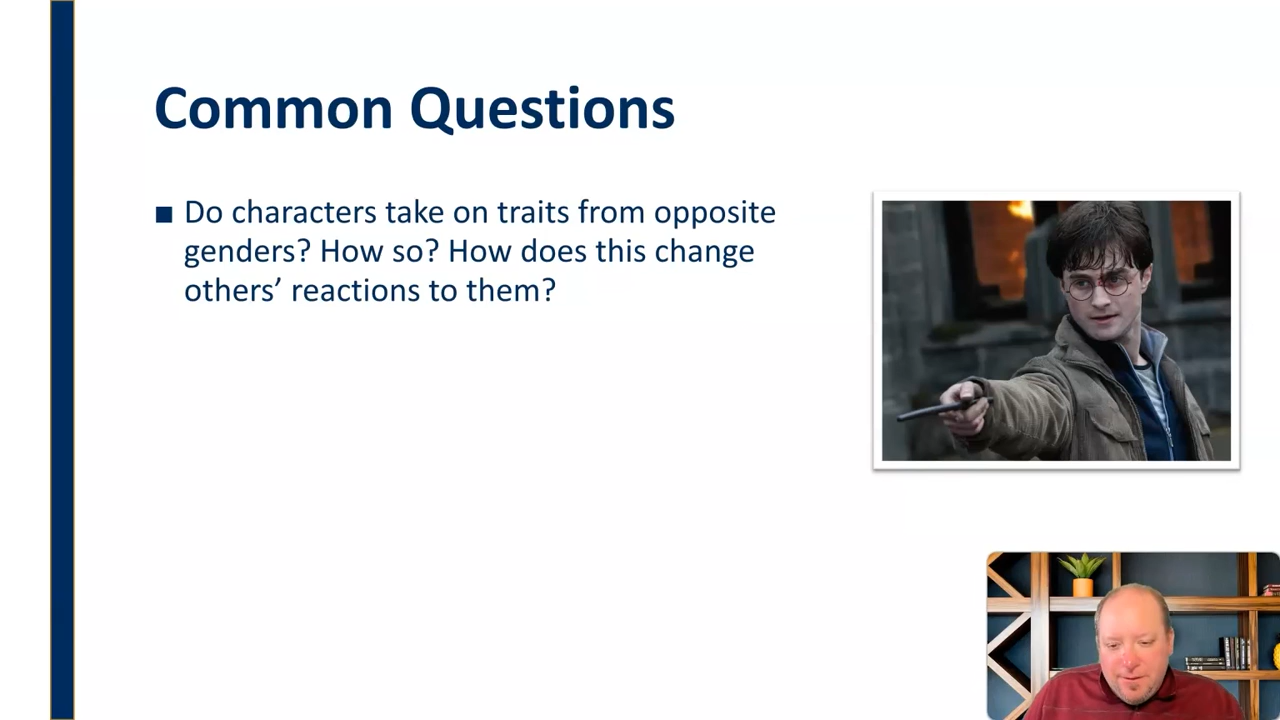 Common Questions
■ Do characters take on traits from opposite
genders? How so? How does this change
others’ reactions to them?